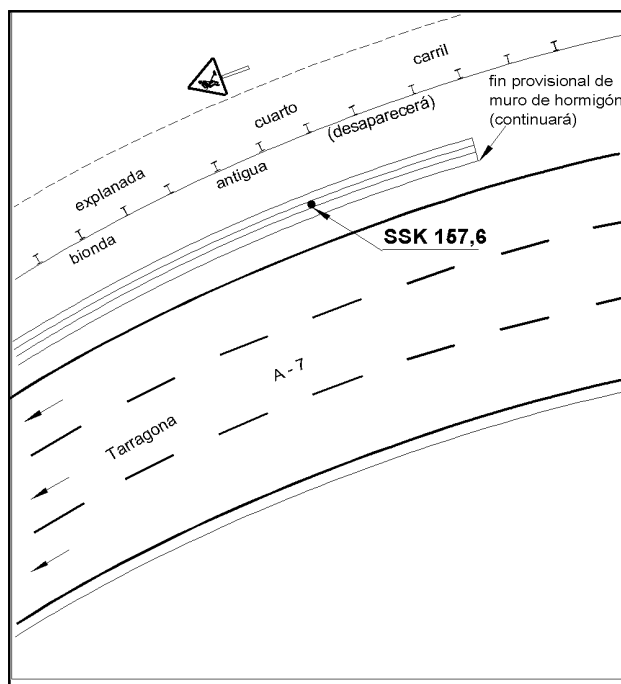 carril
cuarto
explanada
fin provisional de
muro de hormigón
(continuará)
(desaparecerá)
antigua
bionda
SSK 157,6
A - 7
Tarragona